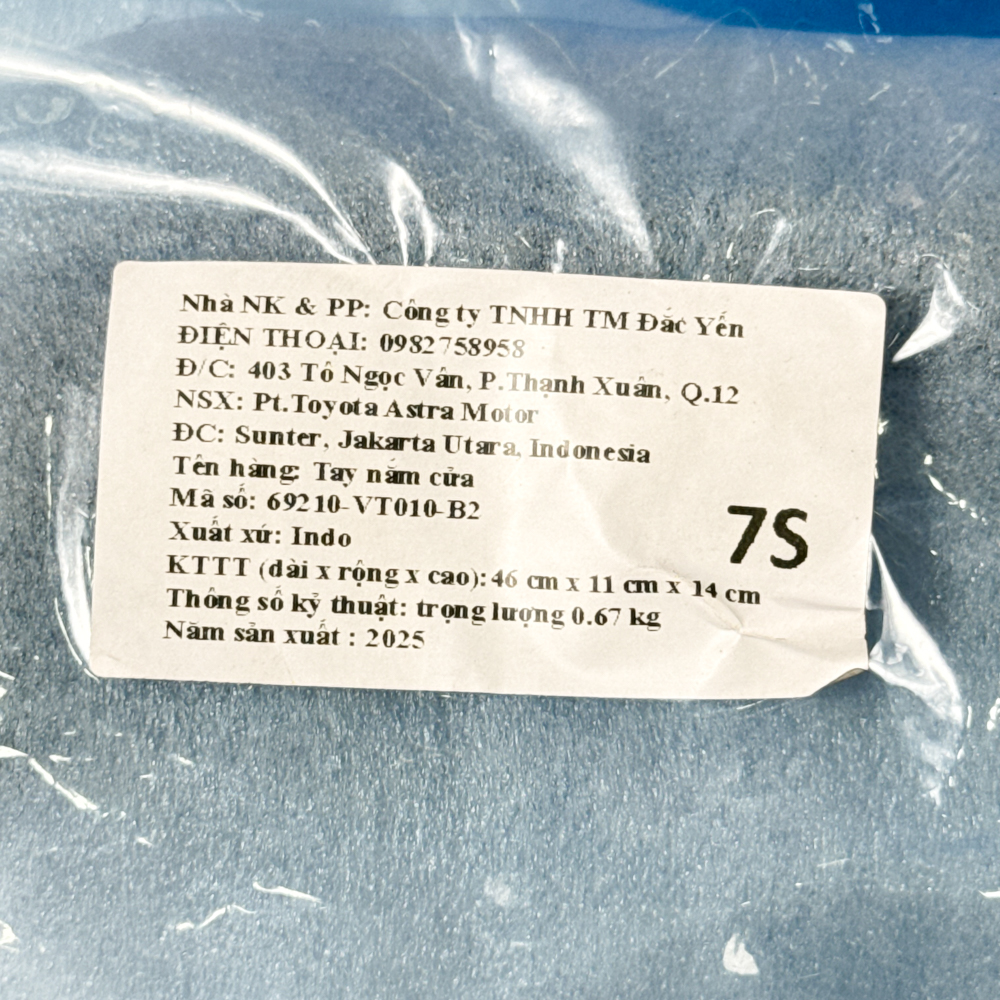 Nhà NK & PP: Công ty TNHH TM Đắc Yến
ĐIỆN THOẠI: 0982758958
Đ/C: 403 Tô Ngọc Vân, P.Thạnh Xuân, Q.12
NSX: Pt.Toyota Astra Motor
ĐC: Sunter, Jakarta Utara, Indonesia
Tên hàng: Tay nắm cửa
Mã số: 69210-VT010-B2
Xuất xứ: Indo
7S
KTTT (dài x rộng x cao): 46 cm x 11 cm x 14 cm
Thông số kỷ thuật: trọng lượng 0.67 kg
Năm sản xuất : 2025